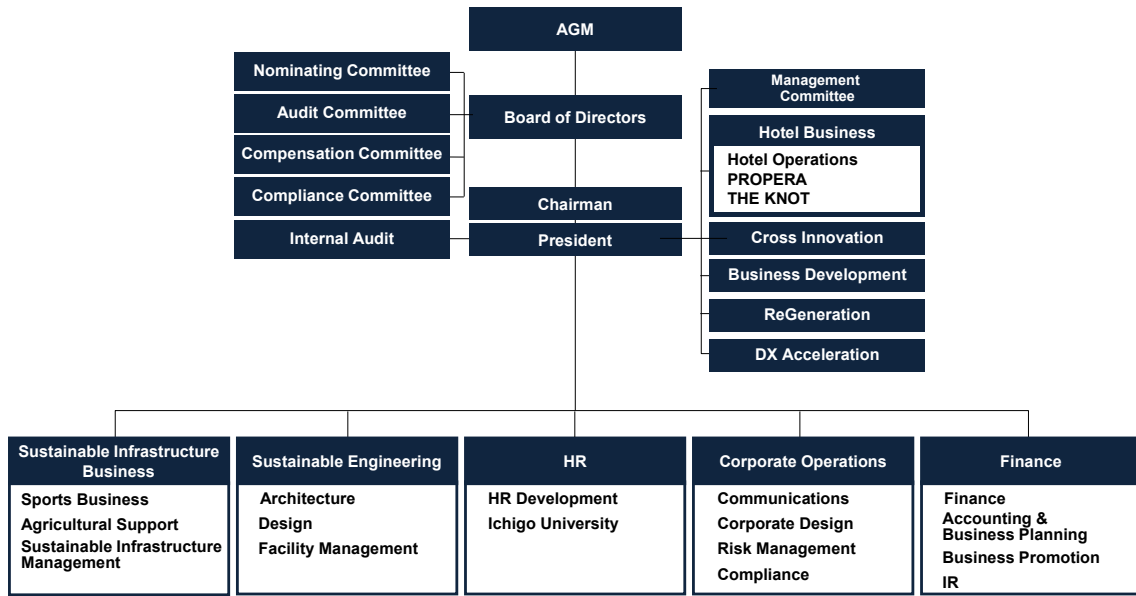 AGM
Nominating Committee
Audit Committee
Compensation Committee
Compliance Committee
Internal Audit
Board of Directors
Chairman
President
Management
Committee
Hotel Business
Hotel Operations
PROPERA
THE KNOT
Cross Innovation
Business Development
ReGeneration
DX Acceleration
Sustainable Infrastructure
Business
Sports Business
Agricultural Support
Sustainable Infrastructure
Management
Sustainable Engineering
Architecture
Design
Facility Management
HR
HR Development
Ichigo University
Corporate Operations
Communications
Corporate Design
Risk Management
Compliance
Finance
Finance
Accounting &
Business Planning
Business Promotion
IR